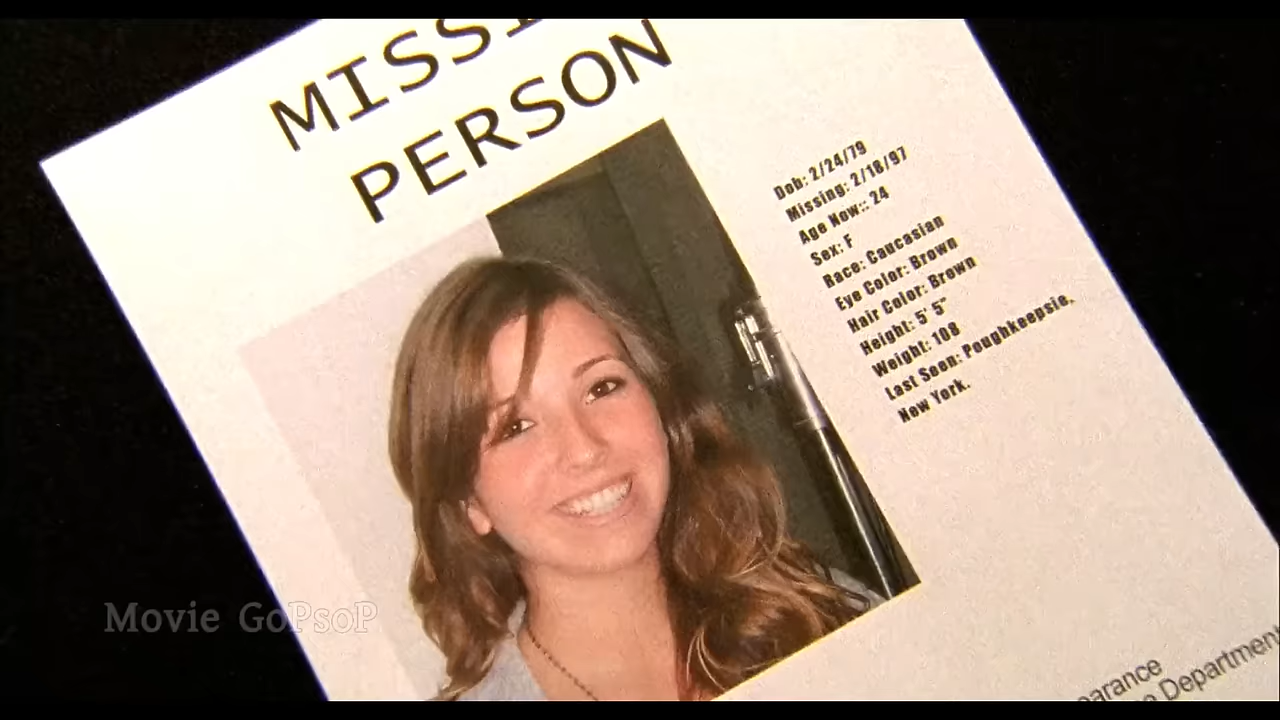 MISSI
PERSON
Dob: 2/24/79
Missing: 2/18/97
Age Now:: 24
Sex: F
Race: Caucasian
Eye Color: Brown
Hair Color: Brown
Height: 5' 5"
Weight: 108
Last Seen: Poughkeepsie,
New York.
Movie GoPsoP
earance
Department